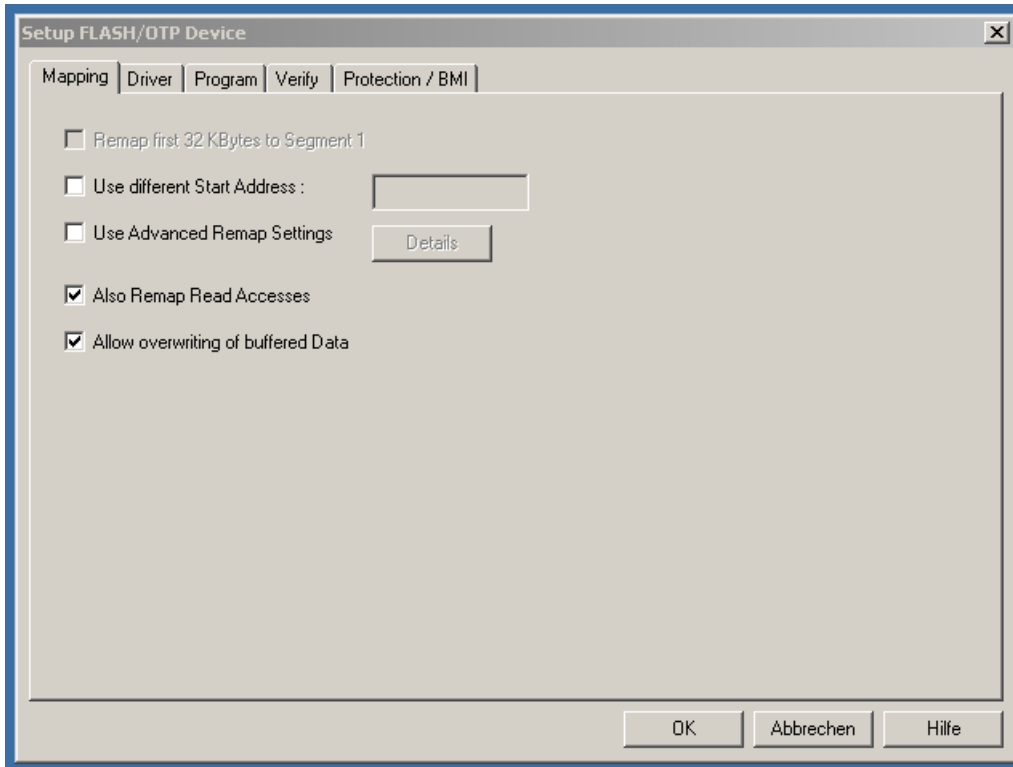 Setup FLASH/OTP Device
Mapping Driver Program Verify Protection / BMI
Remap first 32 KBytes to Segment 1
Use different Start Address :
Use Advanced Remap Settings Details
Also Remap Read Accesses
Allow overwriting of buffered Data
OK Abbrechen Hilfe